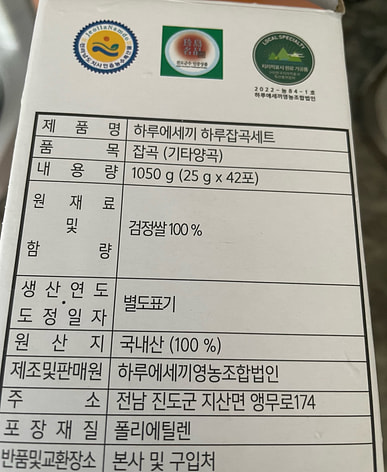 JeollaNamdo
LOCAL SPECIALTY
2022-농84-1호
하루에세끼영농조합법인
제 품 명 하루에세끼 하루잡곡세트
품 목 잡곡 (기타양곡)
내 용 량 1050 g (25 g x 42포)
원 재 료
및
함 량
검정쌀 100 %
생 산 연 도
·
도 정 일 자
별도표기
원 산 지 국내산 (100 %)
제조및판매원 하루에세끼영농조합법인
주 소 전남 진도군 지산면 앵무로174
포 장 재 질 폴리에틸렌
반품및교환장소 본사 및 구입처